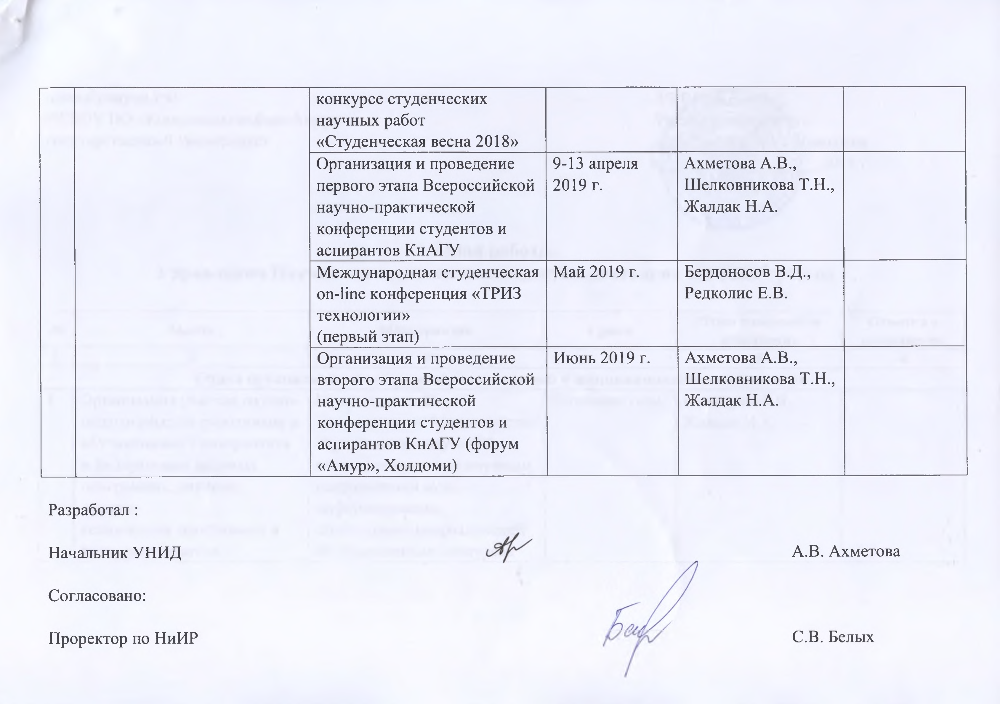 конкурсе студенческих
научных работ
«Студенческая весна 2018»
Организация и проведение
первого этапа Всероссийской
научно-практической
конференции студентов и
аспирантов КнАГУ
9-13 апреля
2019 г.
Ахметова А.В.,
Шелковникова Т.Н.,
Жалдак Н.А.
Международная студенческая
on-line конференция «ТРИЗ
технологии»
(первый этап)
Май 2019 г.
Бердоносов В.Д.,
Редколис Е.В.
Организация и проведение
второго этапа Всероссийской
научно-практической
конференции студентов и
аспирантов КнАГУ (форум
«Амур», Холдоми)
Июнь 2019 г.
Ахметова А.В.,
Шелковникова Т.Н.,
Жалдак Н.А.
Разработал :
Начальник УНИД
А.В. Ахметова
Согласовано:
Проректор по НиИР
С.В. Белых